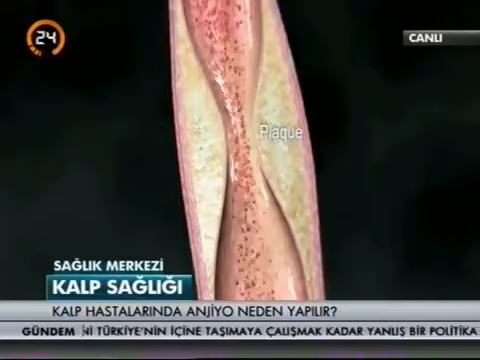 24
CANLI
Plaque
SAĞLIK MERKEZİ
KALP SAĞLIĞI
KALP HASTALARINDA ANJİYO NEDEN YAPILIR?
GÜNDEM Kİ TÜRKİYE'NİN İÇİNE TAŞIMAYA ÇALIŞMAK KADAR YANLIŞ BİR POLİTİKA